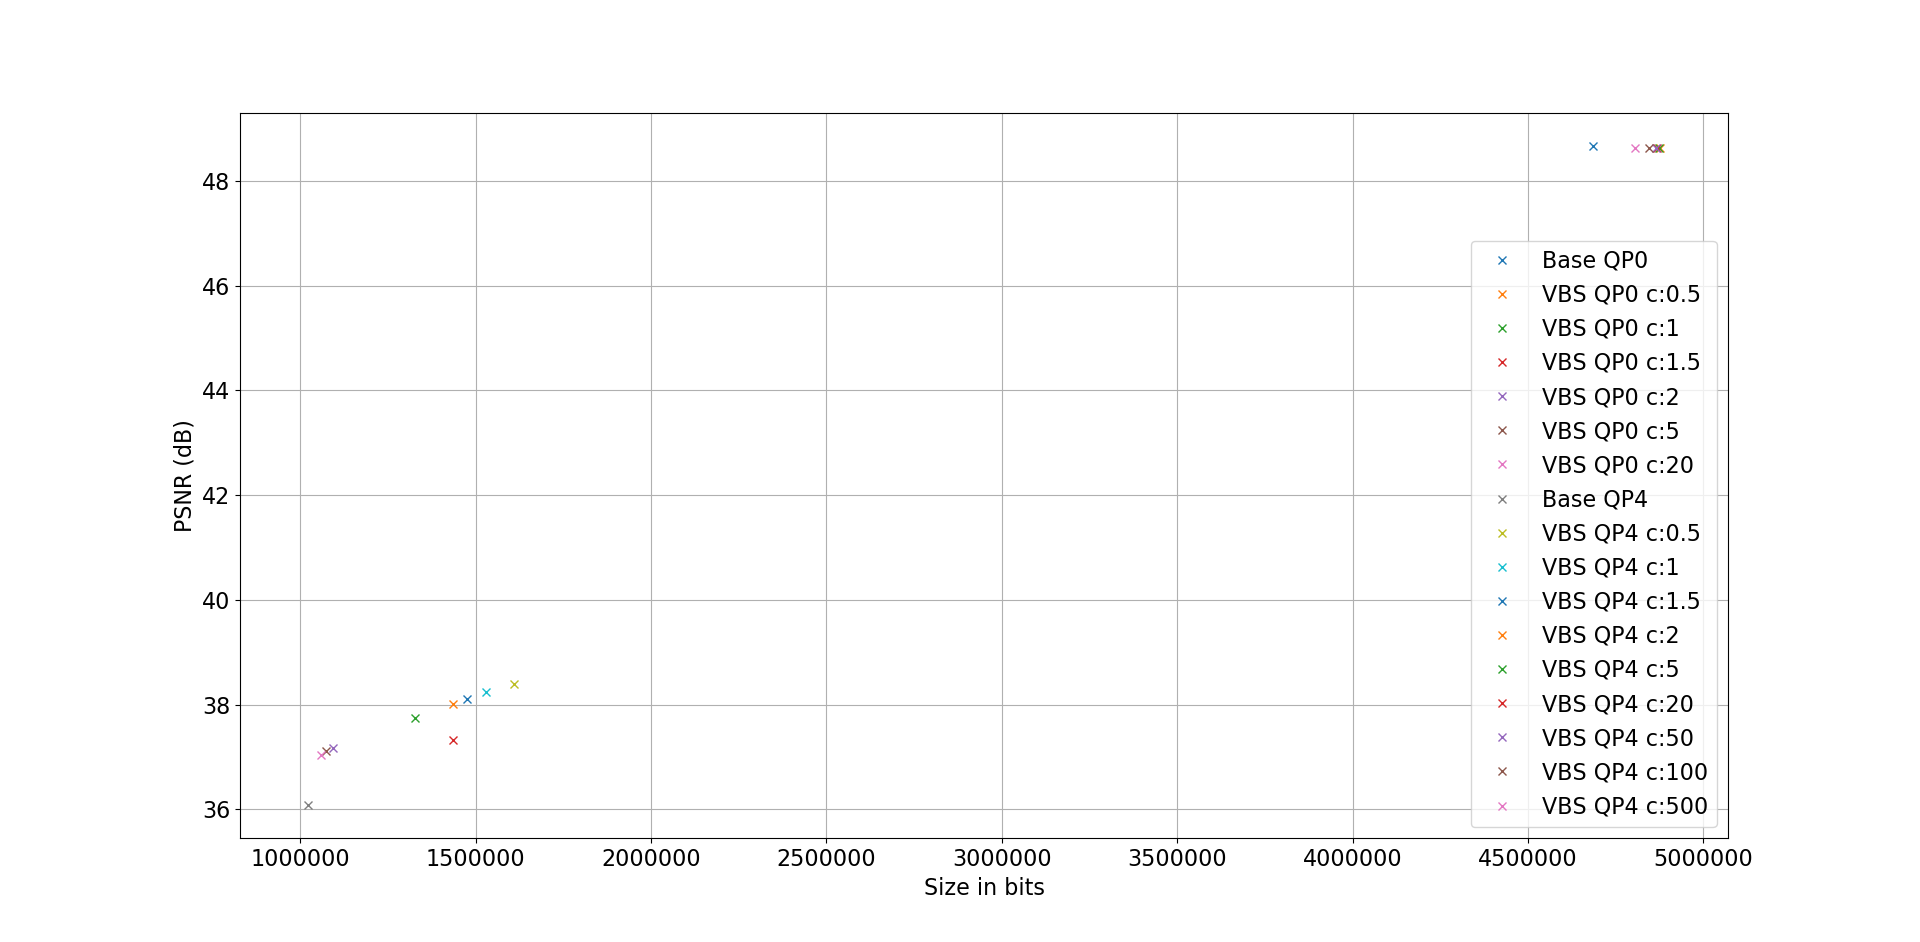 48
46
44
42
40
38
36
PSNR (dB)
1000000 1500000 2000000 2500000 3000000 3500000 4000000 4500000 5000000
Size in bits
Base QP0
VBS QP0 c:0.5
VBS QP0 c:1
VBS QP0 c:1.5
VBS QP0 c:2
VBS QP0 c:5
VBS QP0 c:20
Base QP4
VBS QP4 c:0.5
VBS QP4 c:1
VBS QP4 c:1.5
VBS QP4 c:2
VBS QP4 c:5
VBS QP4 c:20
VBS QP4 c:50
VBS QP4 c:100
VBS QP4 c:500